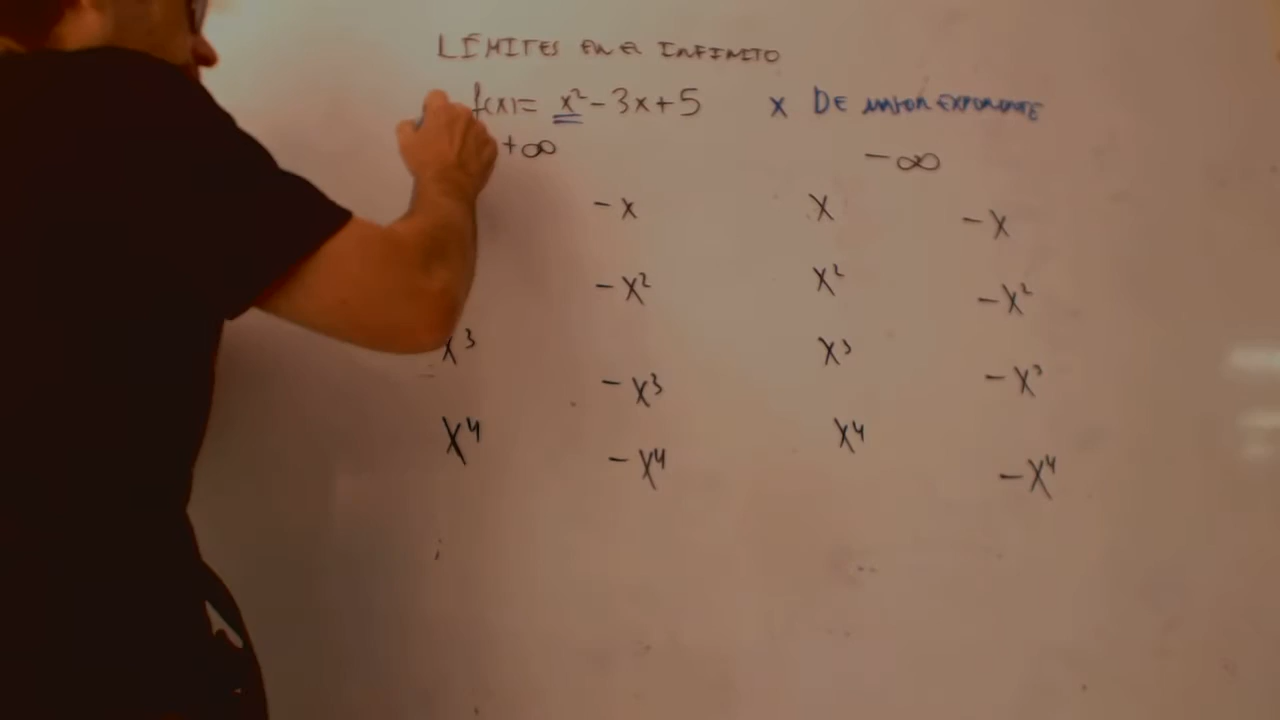 LÍMITES EN EL INFINITO
f(x)= x²-3x+5 x DE MAYOR EXPONENTE
+∞ -∞
-x x -x
-x² x² -x²
x³ -x³ x³ -x³
x⁴ -x⁴ x⁴ -x⁴